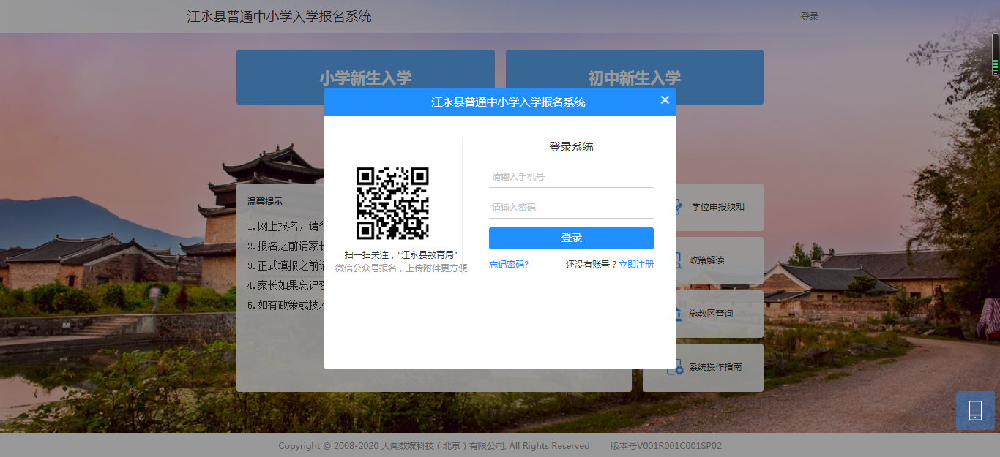 江永县普通中小学入学报名系统
登录
小学新生入学
初中新生入学
江永县普通中小学入学报名系统
登录系统
请输入手机号
请输入密码
登录
忘记密码?
还没有账号？立即注册
扫一扫关注，"江永县教育局"
微信公众号报名，上传附件更方便
温馨提示
1. 网上报名，请
2. 报名之前请家
3. 正式填报之前请
4. 家长如果忘记
5. 如有政策或技
学位申报须知
政策解读
施教区查询
系统操作指南
Copyright © 2008-2020 天闻数媒科技（北京）有限公司, All Rights Reserved 版本号V001R001C001SP02